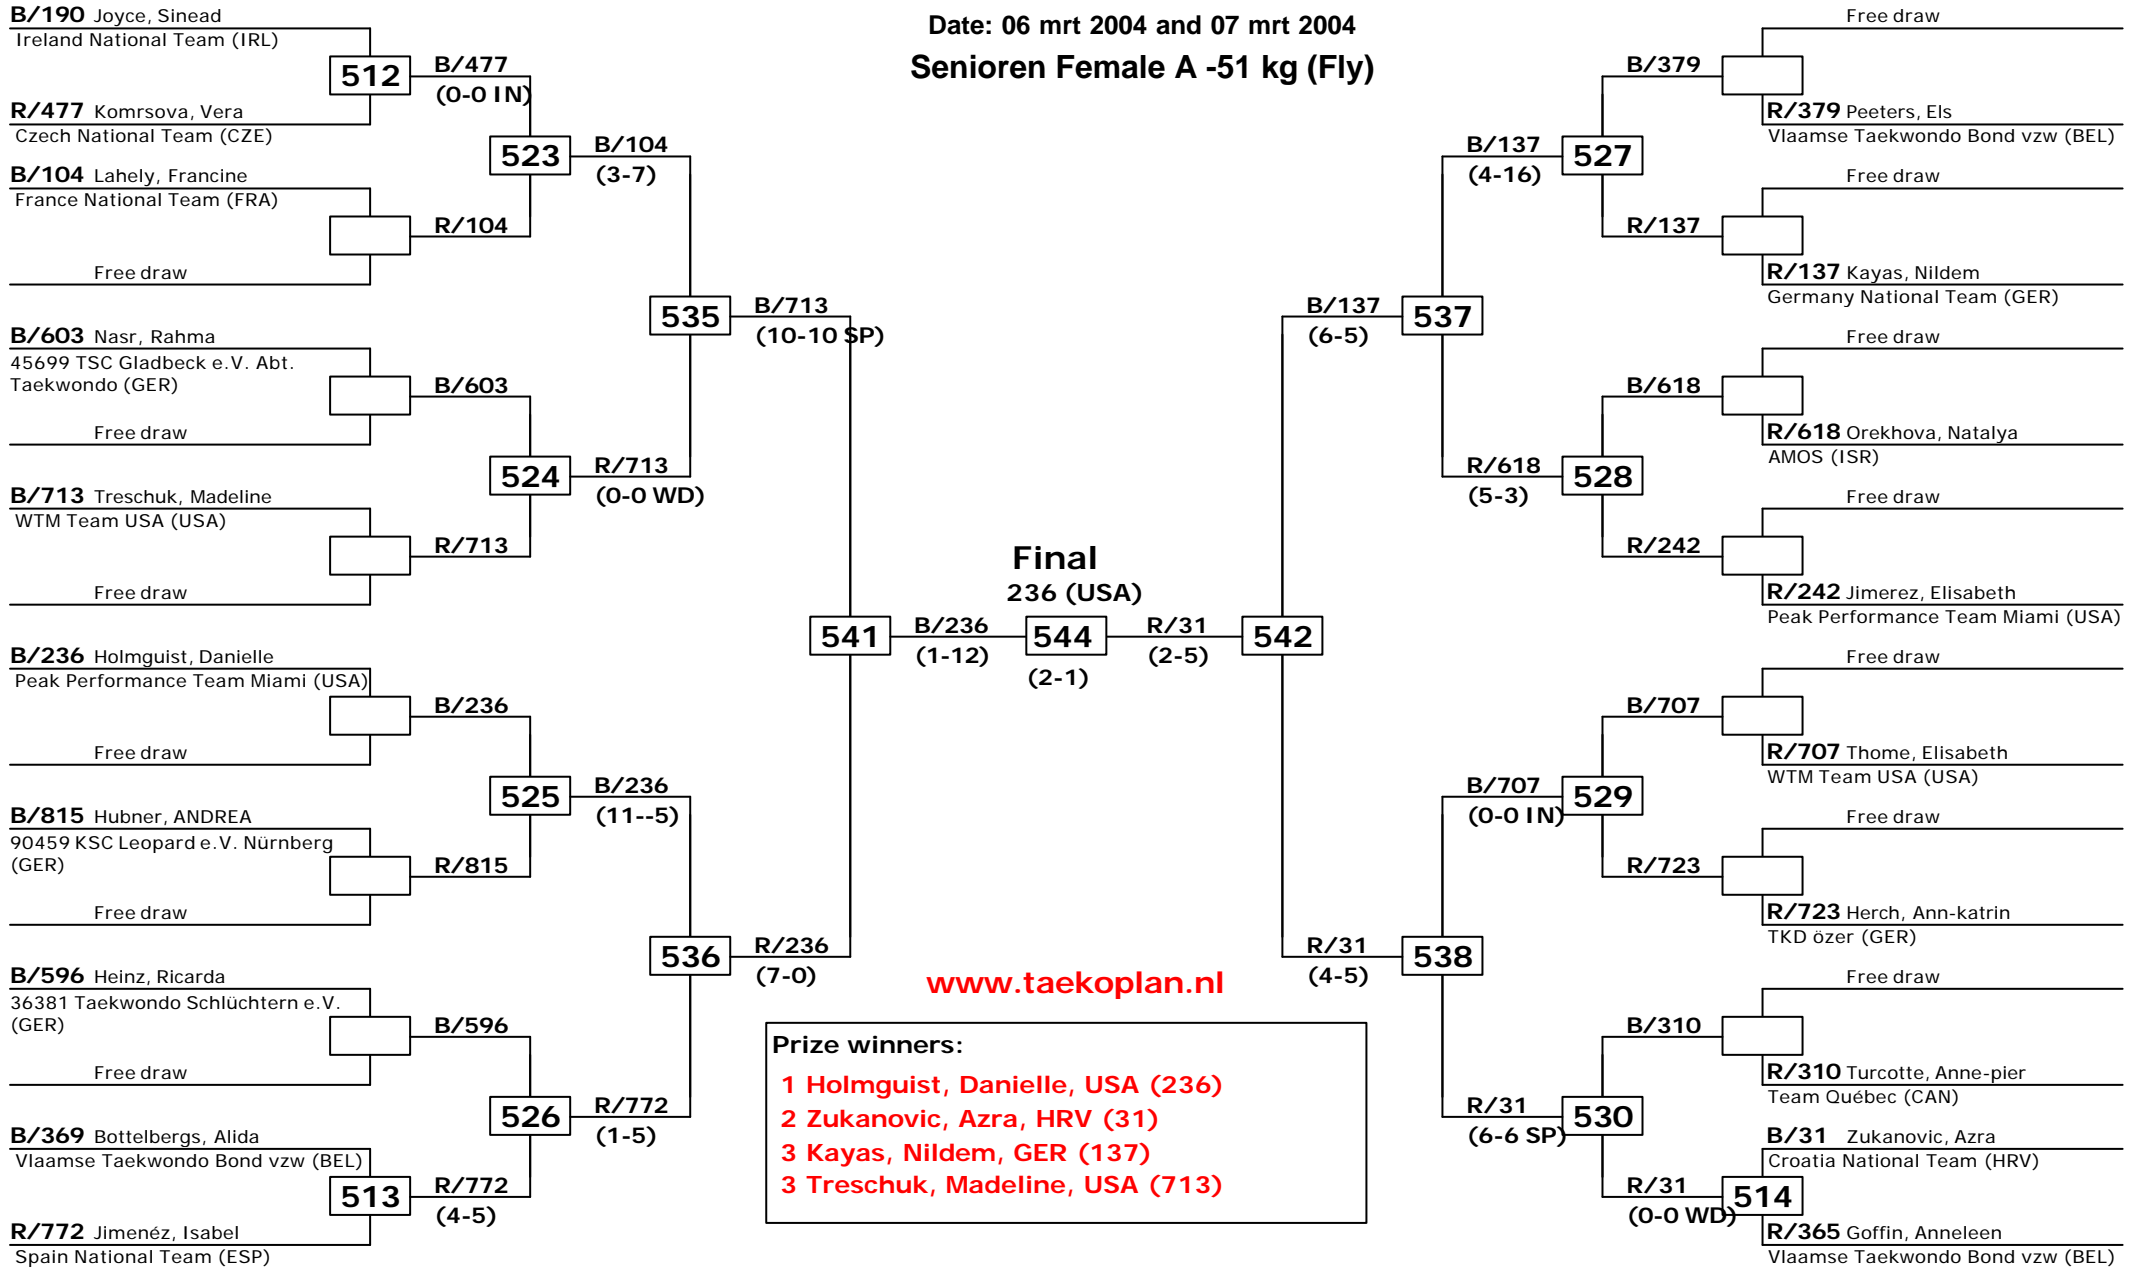 Date: 06 mrt 2004 and 07 mrt 2004
Senioren Female A -51 kg (Fly)
B/190 Joyce, Sinead
Ireland National Team (IRL)
512
B/477
(0-0 IN)
R/477 Komrsova, Vera
Czech National Team (CZE)
523
B/104
(3-7)
B/104 Lahely, Francine
France National Team (FRA)
R/104
Free draw
535
B/713
(10-10 SP)
B/603 Nasr, Rahma
45699 TSC Gladbeck e.V. Abt.
Taekwondo (GER)
B/603
Free draw
524
R/713
(0-0 WD)
B/713 Treschuk, Madeline
WTM Team USA (USA)
R/713
Free draw
541
B/236
(1-12)
B/236 Holmguist, Danielle
Peak Performance Team Miami (USA)
B/236
Free draw
525
B/236
(11--5)
B/815 Hubner, ANDREA
90459 KSC Leopard e.V. Nürnberg
(GER)
R/815
Free draw
536
R/236
(7-0)
B/596 Heinz, Ricarda
36381 Taekwondo Schlüchtern e.V.
(GER)
B/596
Free draw
526
R/772
(1-5)
B/369 Bottelbergs, Alida
Vlaamse Taekwondo Bond vzw (BEL)
513
R/772
(4-5)
R/772 Jimenéz, Isabel
Spain National Team (ESP)
Final
236 (USA)
544
(2-1)
R/31
(2-5)
542
Free draw
B/379
R/379 Peeters, Els
Vlaamse Taekwondo Bond vzw (BEL)
B/137
(4-16)
527
Free draw
R/137
R/137 Kayas, Nildem
Germany National Team (GER)
B/137
(6-5)
537
Free draw
B/618
R/618 Orekhova, Natalya
AMOS (ISR)
R/618
(5-3)
528
Free draw
R/242
R/242 Jimerez, Elisabeth
Peak Performance Team Miami (USA)
Free draw
B/707
R/707 Thome, Elisabeth
WTM Team USA (USA)
B/707
(0-0 IN)
529
Free draw
R/723
R/723 Herch, Ann-katrin
TKD özer (GER)
R/31
(4-5)
538
Free draw
B/310
R/310 Turcotte, Anne-pier
Team Québec (CAN)
R/31
(6-6 SP)
530
B/31 Zukanovic, Azra
Croatia National Team (HRV)
R/31
(0-0 WD)
514
R/365 Goffin, Anneleen
Vlaamse Taekwondo Bond vzw (BEL)
www.taekoplan.nl
Prize winners:
1 Holmguist, Danielle, USA (236)
2 Zukanovic, Azra, HRV (31)
3 Kayas, Nildem, GER (137)
3 Treschuk, Madeline, USA (713)